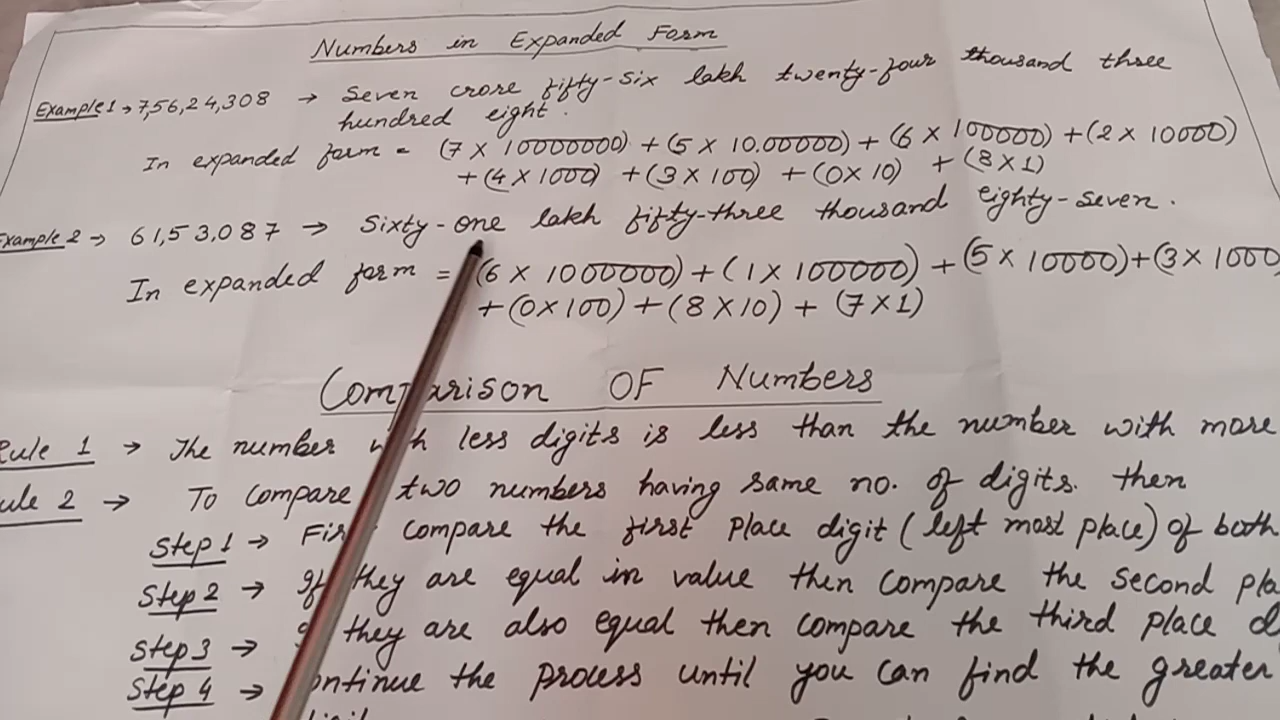 Numbers in Expanded Form
Example 1 → 7,56,24,308 → Seven crore fifty-six lakh twenty-four thousand three
hundred eight.
In expanded form = (7 X 10000000) + (5 X 10,00000) + (6 X 100000) + (2 X 10000)
+ (4 X 1000) + (3 X 100) + (0 X 10) + (8 X 1)
Example 2 → 61,53,087 → Sixty-one lakh fifty-three thousand eighty-seven.
In expanded form = (6 X 1000000) + (1 X 100000) + (5 X 10000) + (3 X 1000
+ (0 X 100) + (8 X 10) + (7 X 1)
Comparison OF Numbers
Rule 1 → The number with less digits is less than the number with more
Rule 2 → To compare two numbers having same no. of digits. then
Step 1 → First compare the first place digit (left most place) of both
Step 2 → If they are equal in value then compare the second pla
Step 3 → If they are also equal then compare the third place d
Step 4 → Continue the process until you can find the greater